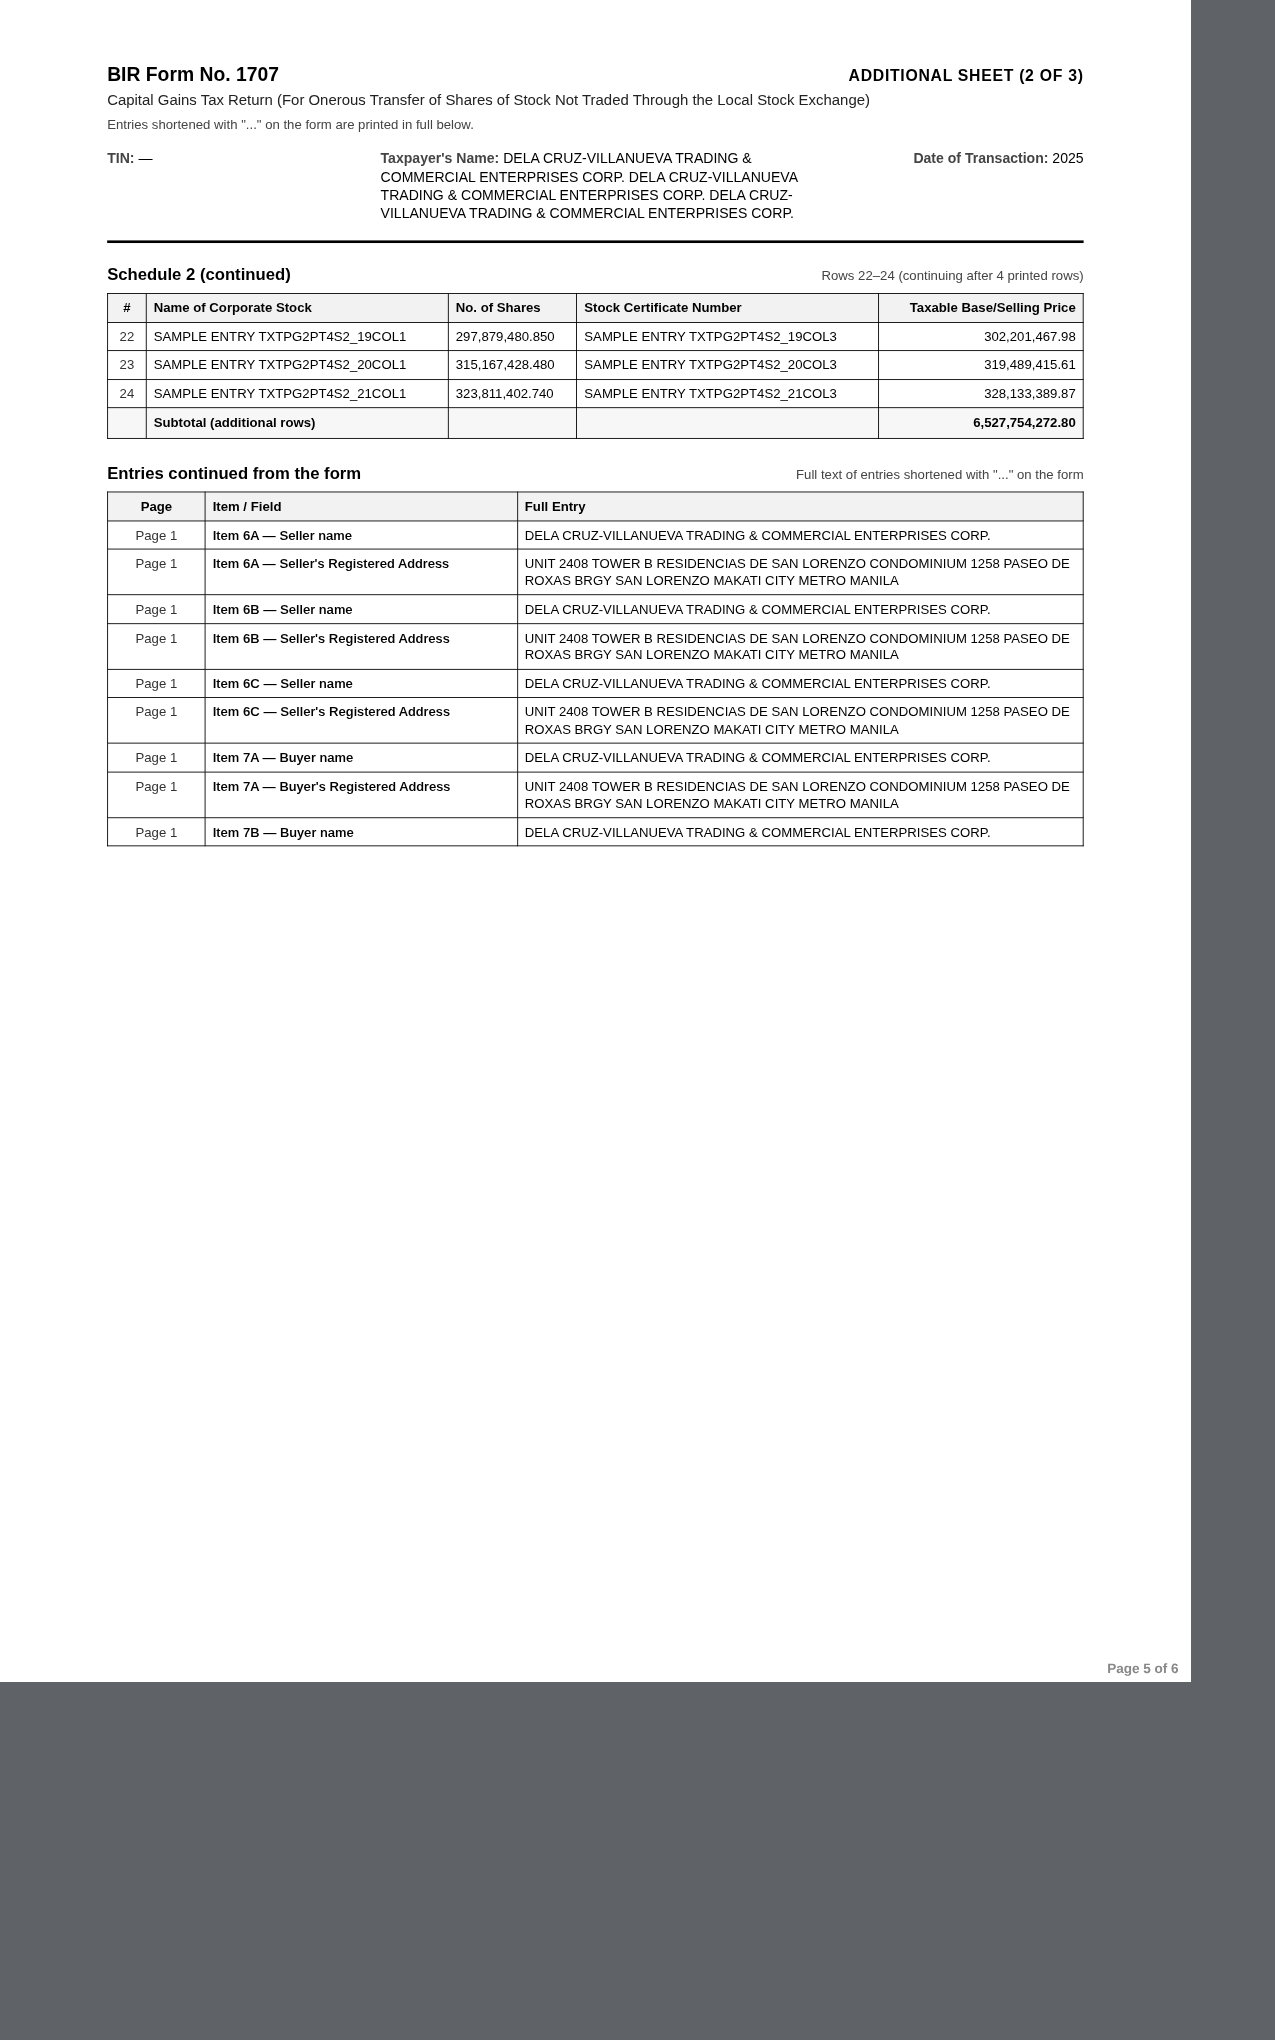 BIR Form No. 1707
ADDITIONAL SHEET (2 OF 3)
Capital Gains Tax Return (For Onerous Transfer of Shares of Stock Not Traded Through the Local Stock Exchange)
Entries shortened with "..." on the form are printed in full below.
TIN: —
Taxpayer's Name: DELA CRUZ-VILLANUEVA TRADING &
COMMERCIAL ENTERPRISES CORP. DELA CRUZ-VILLANUEVA
TRADING & COMMERCIAL ENTERPRISES CORP. DELA CRUZ-
VILLANUEVA TRADING & COMMERCIAL ENTERPRISES CORP.
Date of Transaction: 2025
Schedule 2 (continued)
Rows 22–24 (continuing after 4 printed rows)
# Name of Corporate Stock No. of Shares Stock Certificate Number Taxable Base/Selling Price
22 SAMPLE ENTRY TXTPG2PT4S2_19COL1 297,879,480.850 SAMPLE ENTRY TXTPG2PT4S2_19COL3 302,201,467.98
23 SAMPLE ENTRY TXTPG2PT4S2_20COL1 315,167,428.480 SAMPLE ENTRY TXTPG2PT4S2_20COL3 319,489,415.61
24 SAMPLE ENTRY TXTPG2PT4S2_21COL1 323,811,402.740 SAMPLE ENTRY TXTPG2PT4S2_21COL3 328,133,389.87
Subtotal (additional rows) 6,527,754,272.80
Entries continued from the form
Full text of entries shortened with "..." on the form
Page Item / Field Full Entry
Page 1 Item 6A — Seller name DELA CRUZ-VILLANUEVA TRADING & COMMERCIAL ENTERPRISES CORP.
Page 1 Item 6A — Seller's Registered Address UNIT 2408 TOWER B RESIDENCIAS DE SAN LORENZO CONDOMINIUM 1258 PASEO DE
ROXAS BRGY SAN LORENZO MAKATI CITY METRO MANILA
Page 1 Item 6B — Seller name DELA CRUZ-VILLANUEVA TRADING & COMMERCIAL ENTERPRISES CORP.
Page 1 Item 6B — Seller's Registered Address UNIT 2408 TOWER B RESIDENCIAS DE SAN LORENZO CONDOMINIUM 1258 PASEO DE
ROXAS BRGY SAN LORENZO MAKATI CITY METRO MANILA
Page 1 Item 6C — Seller name DELA CRUZ-VILLANUEVA TRADING & COMMERCIAL ENTERPRISES CORP.
Page 1 Item 6C — Seller's Registered Address UNIT 2408 TOWER B RESIDENCIAS DE SAN LORENZO CONDOMINIUM 1258 PASEO DE
ROXAS BRGY SAN LORENZO MAKATI CITY METRO MANILA
Page 1 Item 7A — Buyer name DELA CRUZ-VILLANUEVA TRADING & COMMERCIAL ENTERPRISES CORP.
Page 1 Item 7A — Buyer's Registered Address UNIT 2408 TOWER B RESIDENCIAS DE SAN LORENZO CONDOMINIUM 1258 PASEO DE
ROXAS BRGY SAN LORENZO MAKATI CITY METRO MANILA
Page 1 Item 7B — Buyer name DELA CRUZ-VILLANUEVA TRADING & COMMERCIAL ENTERPRISES CORP.
Page 5 of 6